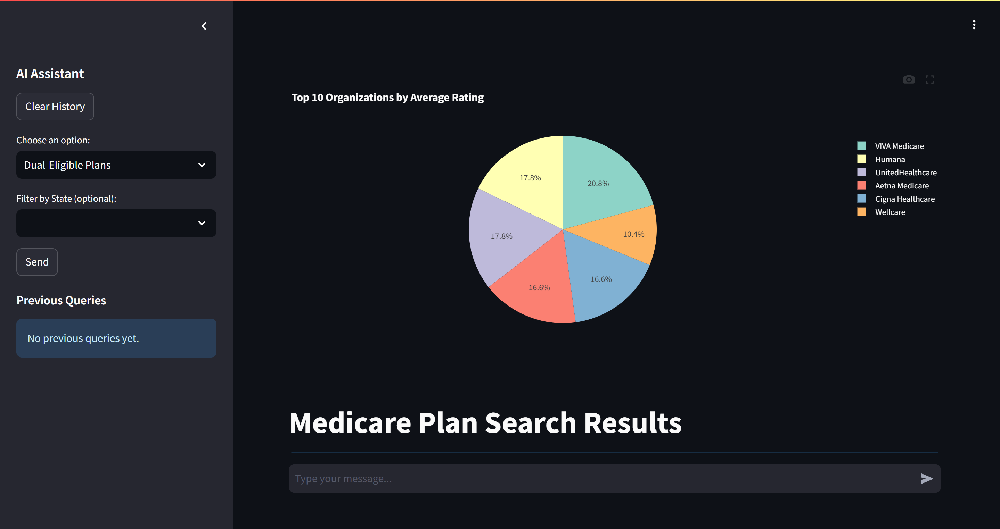 AI Assistant
Clear History
Choose an option:
Dual-Eligible Plans
Filter by State (optional):
Send
Previous Queries
No previous queries yet.
Top 10 Organizations by Average Rating
17.8%
20.8%
17.8%
10.4%
16.6%
16.6%
VIVA Medicare
Humana
UnitedHealthcare
Aetna Medicare
Cigna Healthcare
Wellcare
Medicare Plan Search Results
Type your message...